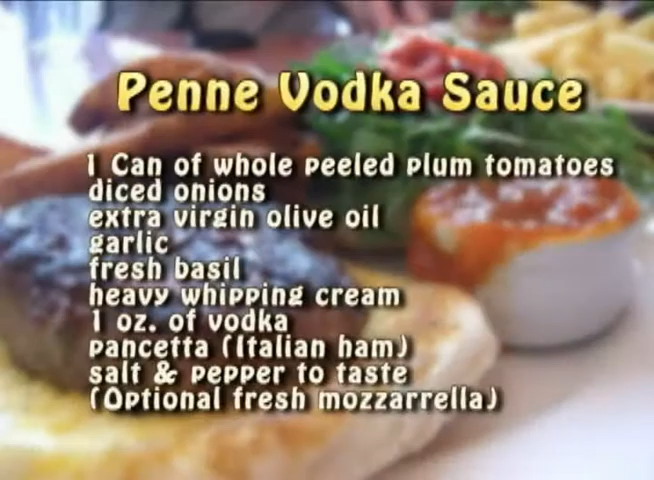 Penne Vodka Sauce
1 Can of whole peeled plum tomatoes
diced onions
extra virgin olive oil
garlic
fresh basil
heavy whipping cream
1 oz. of vodka
pancetta (Italian ham)
salt & pepper to taste
(Optional fresh mozzarrella)